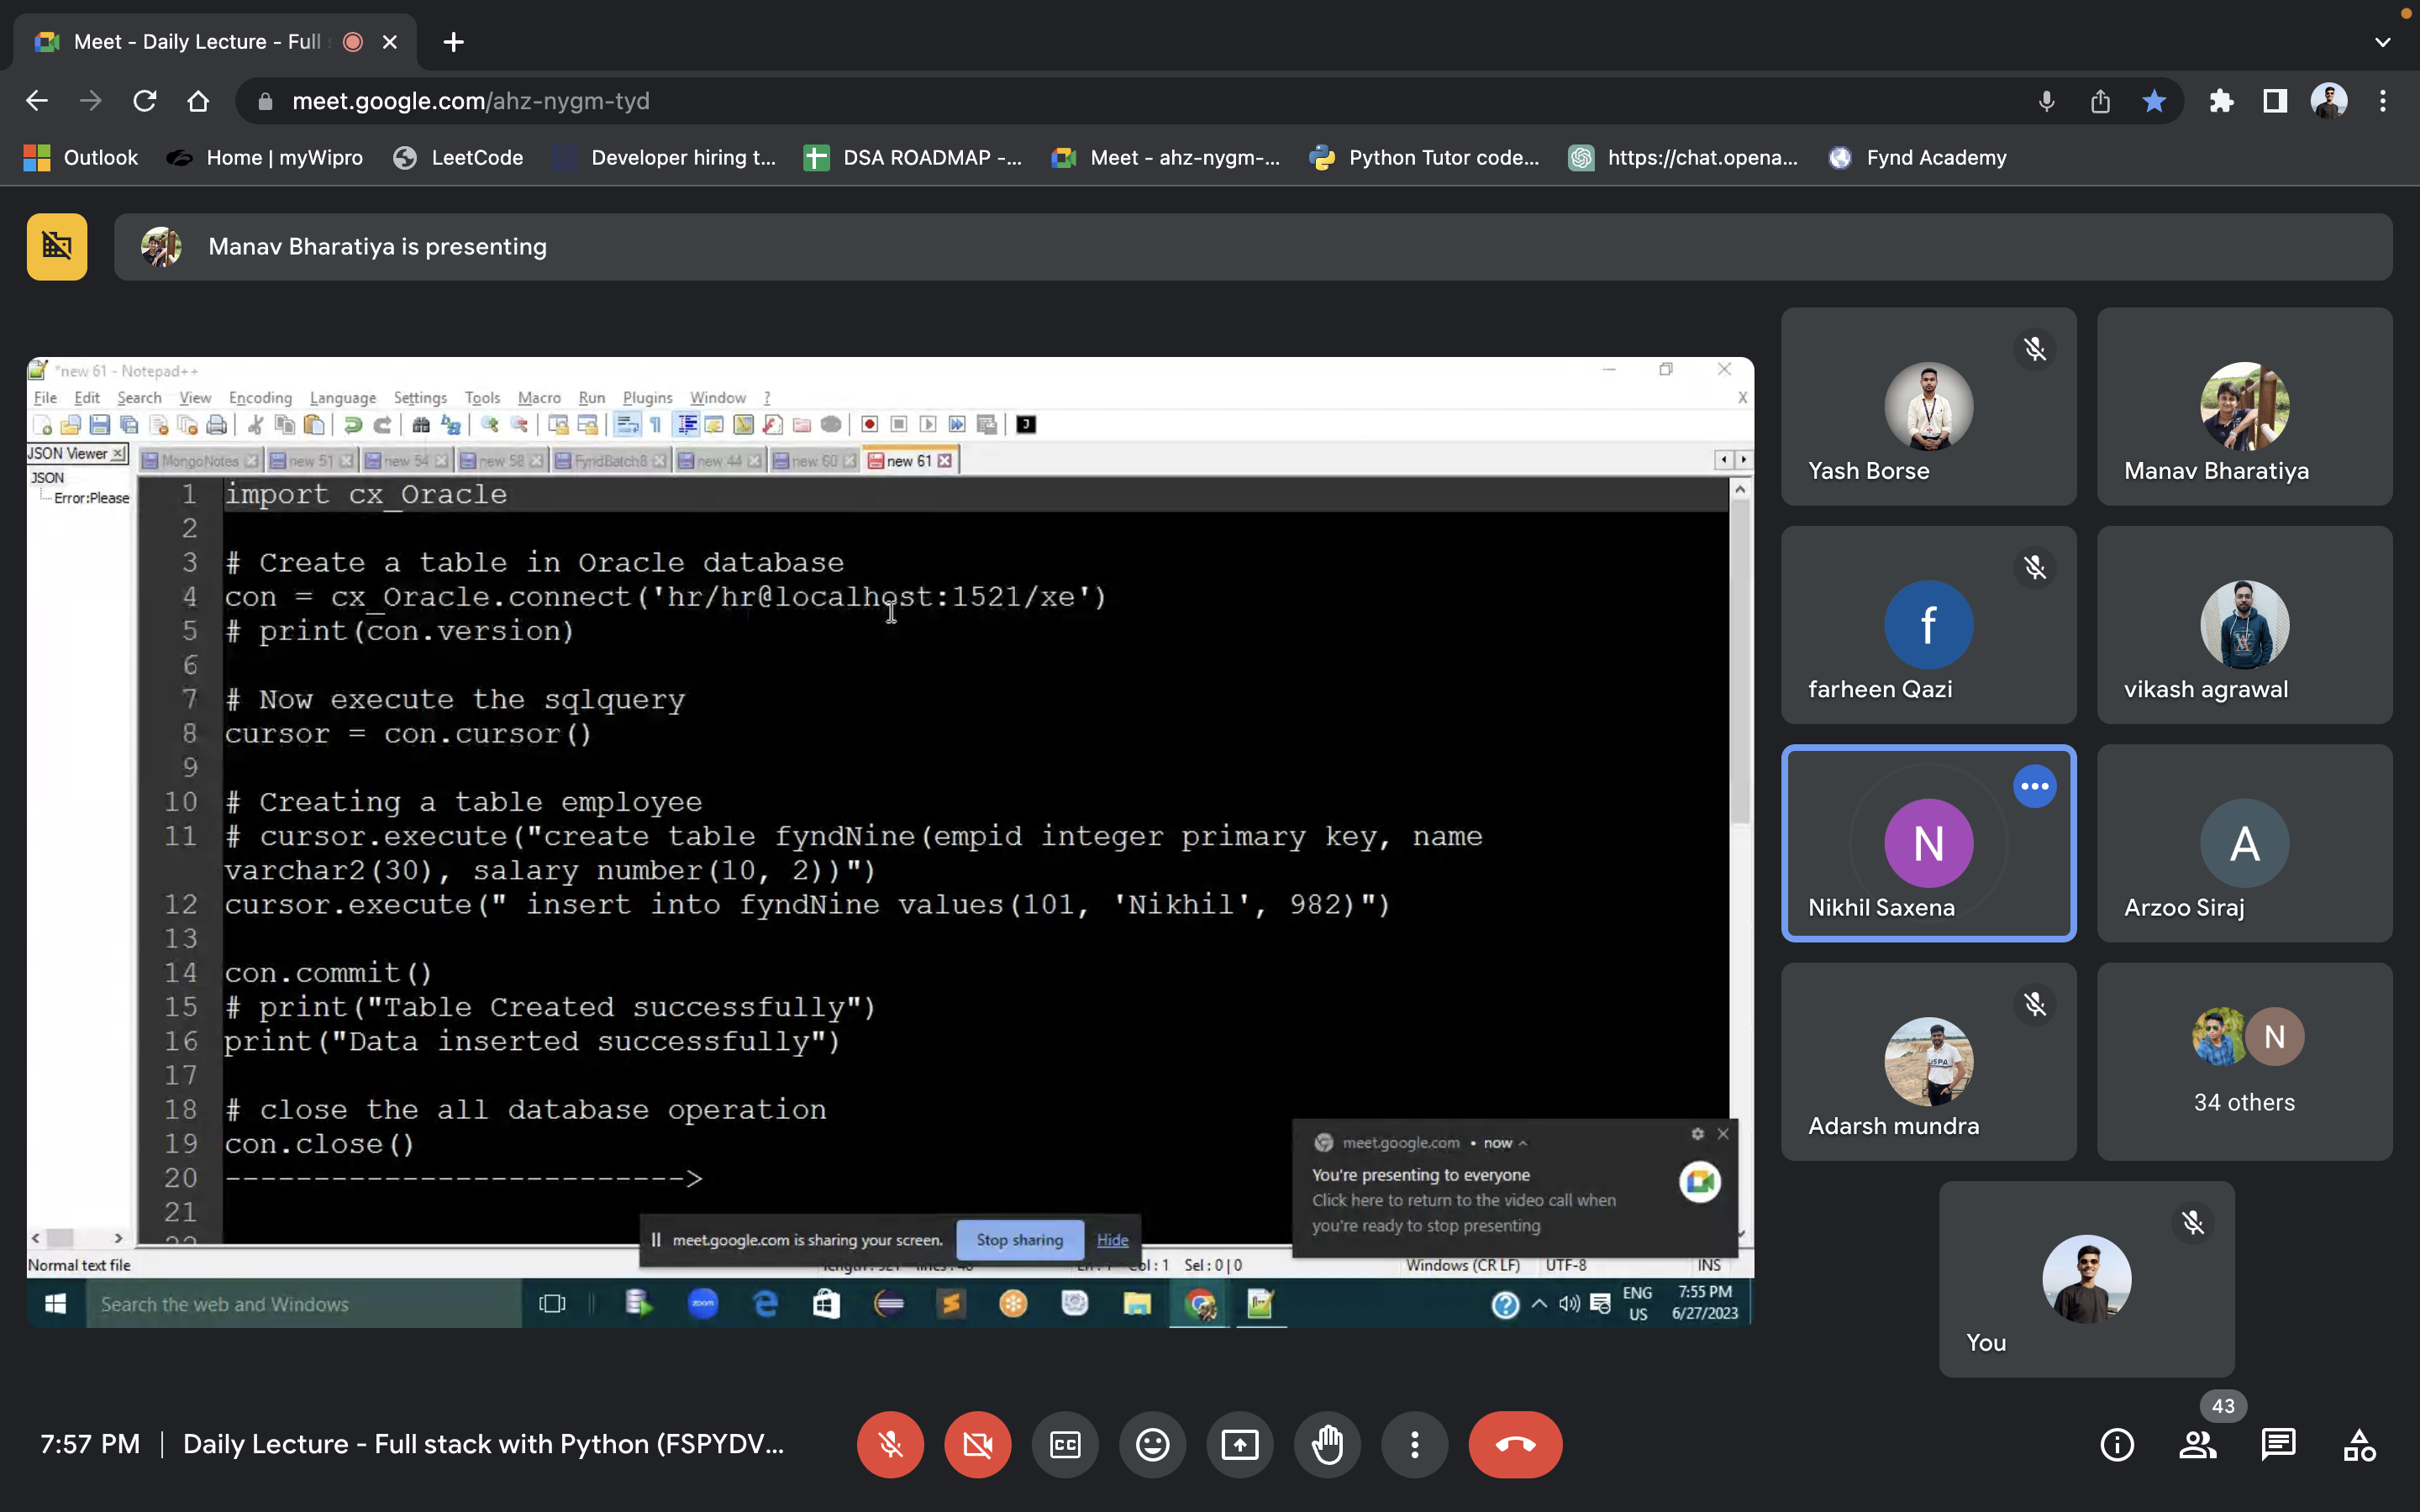 Meet - Daily Lecture - Full
meet.google.com/ahz-nygm-tyd
Outlook
Home | myWipro
LeetCode
Developer hiring t...
DSA ROADMAP -...
Meet - ahz-nygm-...
Python Tutor code...
https://chat.opena...
Fynd Academy
Manav Bharatiya is presenting
*new 61 - Notepad++
File Edit Search View Encoding Language Settings Tools Macro Run Plugins Window ?
JSON Viewer
MongoNotes new 51 new 54 new 58 FyndBatch8 new 44 new 60 new 61
JSON
Error:Please
1 import cx_Oracle
2
3 # Create a table in Oracle database
4 con = cx_Oracle.connect('hr/hr@localhost:1521/xe')
5 # print(con.version)
6
7 # Now execute the sqlquery
8 cursor = con.cursor()
9
10 # Creating a table employee
11 # cursor.execute("create table fyndNine(empid integer primary key, name
varchar2(30), salary number(10, 2))")
12 cursor.execute(" insert into fyndNine values(101, 'Nikhil', 982)")
13
14 con.commit()
15 # print("Table Created successfully")
16 print("Data inserted successfully")
17
18 # close the all database operation
19 con.close()
20 -------------------------->
21
meet.google.com • now
You're presenting to everyone
Click here to return to the video call when
you're ready to stop presenting
meet.google.com is sharing your screen. Stop sharing Hide
Normal text file
Col : 1 Sel : 0 | 0
Windows (CR LF) UTF-8 INS
Search the web and Windows
zoom
ENG
US
7:55 PM
6/27/2023
Yash Borse
Manav Bharatiya
f
farheen Qazi
vikash agrawal
N
Nikhil Saxena
A
Arzoo Siraj
Adarsh mundra
N
34 others
You
7:57 PM | Daily Lecture - Full stack with Python (FSPYDV...
CC
43